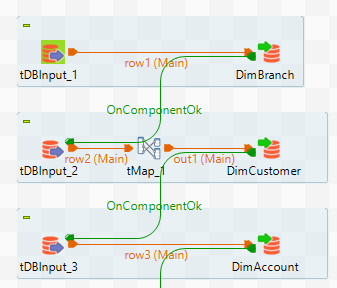 row1 (Main)
tDBInput_1
DimBranch
OnComponentOk
row2 (Main)
out1 (Main)
tDBInput_2
tMap_1
DimCustomer
OnComponentOk
row3 (Main)
tDBInput_3
DimAccount